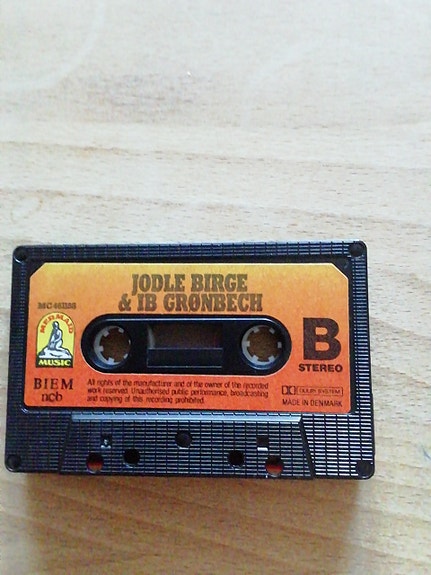 JODLE BIRGE
& IB GRØNBECH
MERMAID
MUSIC
BIEM
ncb
All rights of the manufacturer and of the owner of the recorded
work reserved. Unauthorised public performance, broadcasting
and copying of this recording prohibited.
B
STEREO
DOLBY SYSTEM
MADE IN DENMARK